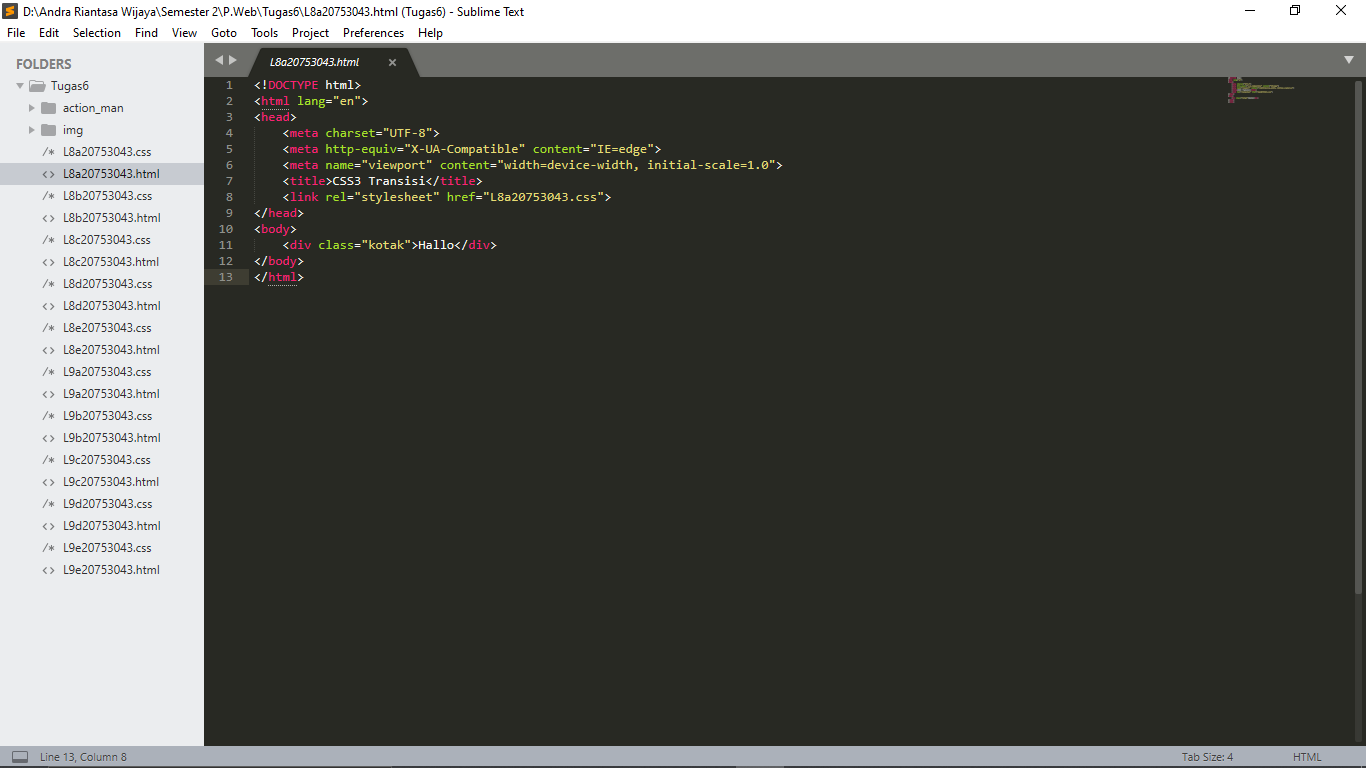 D:\Andra Riantasa Wijaya\Semester 2\P.Web\Tugas6\L8a20753043.html (Tugas6) - Sublime Text
File Edit Selection Find View Goto Tools Project Preferences Help
FOLDERS
Tugas6
action_man
img
/* L8a20753043.css
<> L8a20753043.html
/* L8b20753043.css
<> L8b20753043.html
/* L8c20753043.css
<> L8c20753043.html
/* L8d20753043.css
<> L8d20753043.html
/* L8e20753043.css
<> L8e20753043.html
/* L9a20753043.css
<> L9a20753043.html
/* L9b20753043.css
<> L9b20753043.html
/* L9c20753043.css
<> L9c20753043.html
/* L9d20753043.css
<> L9d20753043.html
/* L9e20753043.css
<> L9e20753043.html
L8a20753043.html
1 <!DOCTYPE html>
2 <html lang="en">
3 <head>
4     <meta charset="UTF-8">
5     <meta http-equiv="X-UA-Compatible" content="IE=edge">
6     <meta name="viewport" content="width=device-width, initial-scale=1.0">
7     <title>CSS3 Transisi</title>
8     <link rel="stylesheet" href="L8a20753043.css">
9 </head>
10 <body>
11     <div class="kotak">Hallo</div>
12 </body>
13 </html>
Line 13, Column 8
Tab Size: 4
HTML